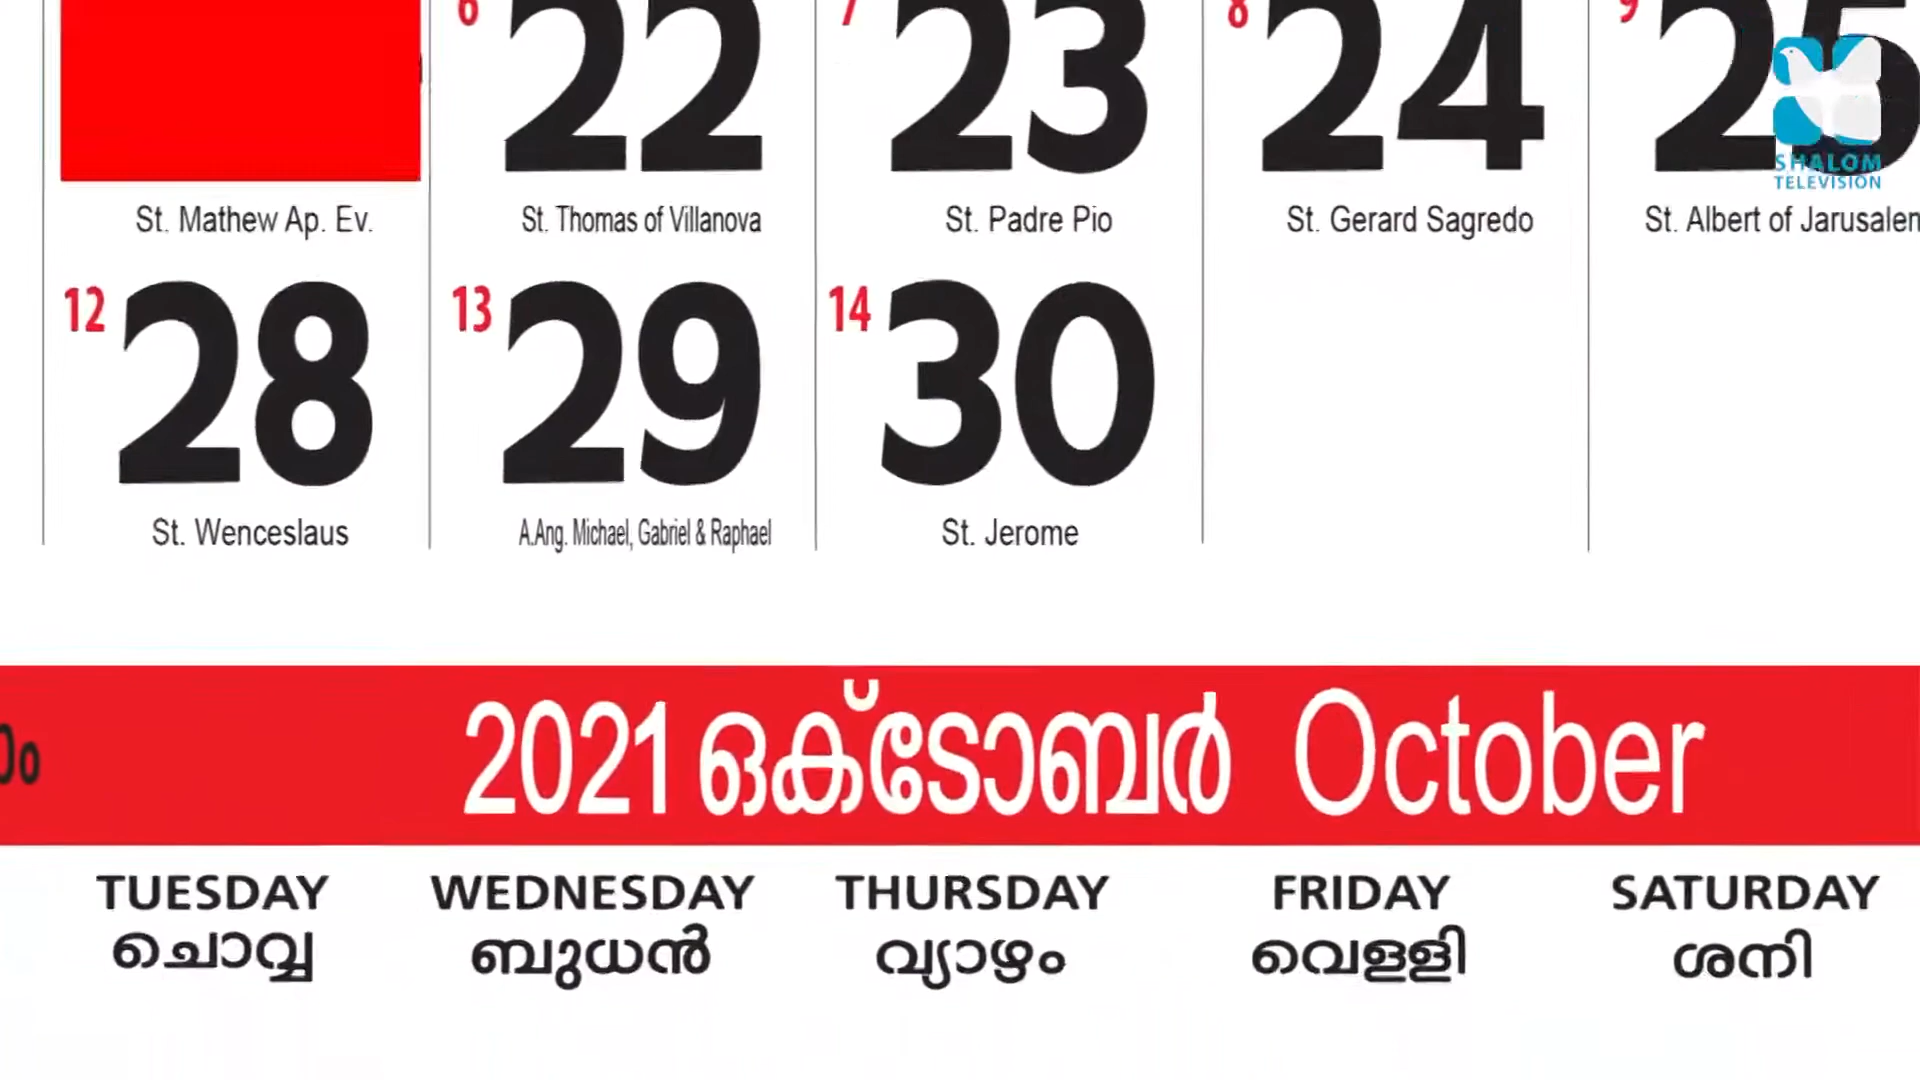 6 22 7 23 8 24 9 25
SHALOM
TELEVISION
St. Mathew Ap. Ev. St. Thomas of Villanova St. Padre Pio St. Gerard Sagredo St. Albert of Jarusalen
12 28 13 29 14 30
St. Wenceslaus A.Ang. Michael, Gabriel & Raphael St. Jerome
2021 ഒക്ടോബർ October
TUESDAY WEDNESDAY THURSDAY FRIDAY SATURDAY
ചൊവ്വ ബുധൻ വ്യാഴം വെള്ളി ശനി